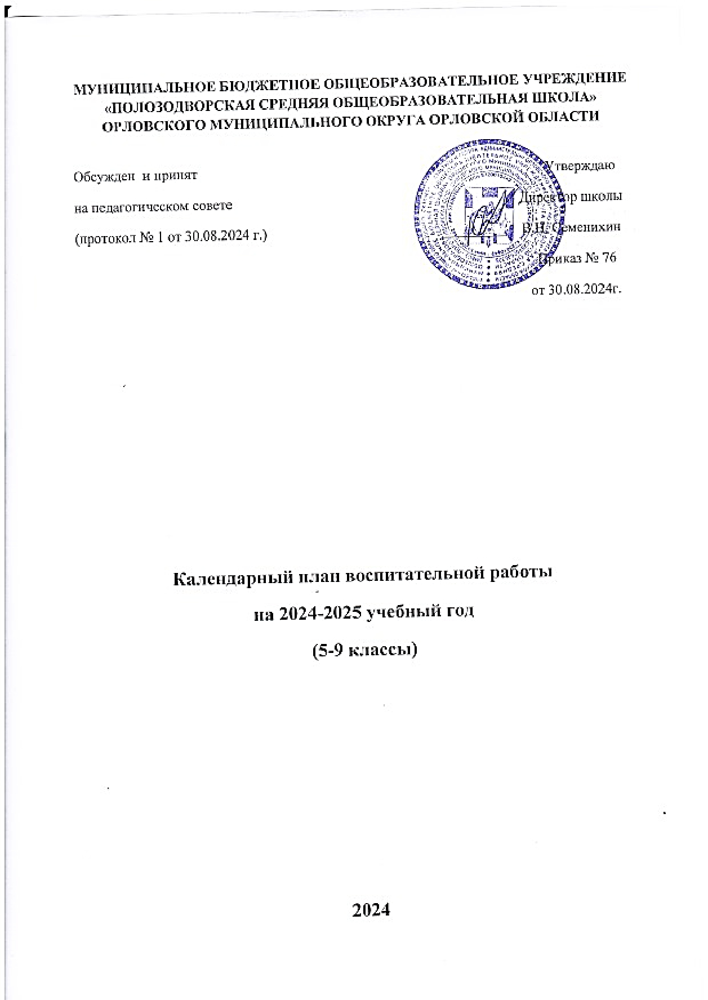 МУНИЦИПАЛЬНОЕ БЮДЖЕТНОЕ ОБЩЕОБРАЗОВАТЕЛЬНОЕ УЧРЕЖДЕНИЕ
«ПОЛОЗОДВОРСКАЯ СРЕДНЯЯ ОБЩЕОБРАЗОВАТЕЛЬНАЯ ШКОЛА»
ОРЛОВСКОГО МУНИЦИПАЛЬНОГО ОКРУГА ОРЛОВСКОЙ ОБЛАСТИ
Обсужден и принят
на педагогическом совете
(протокол № 1 от 30.08.2024 г.)
Утверждаю
Директор школы
В.Н. Семенихин
Приказ № 76
от 30.08.2024г.
Календарный план воспитательной работы
на 2024-2025 учебный год
(5-9 классы)
2024